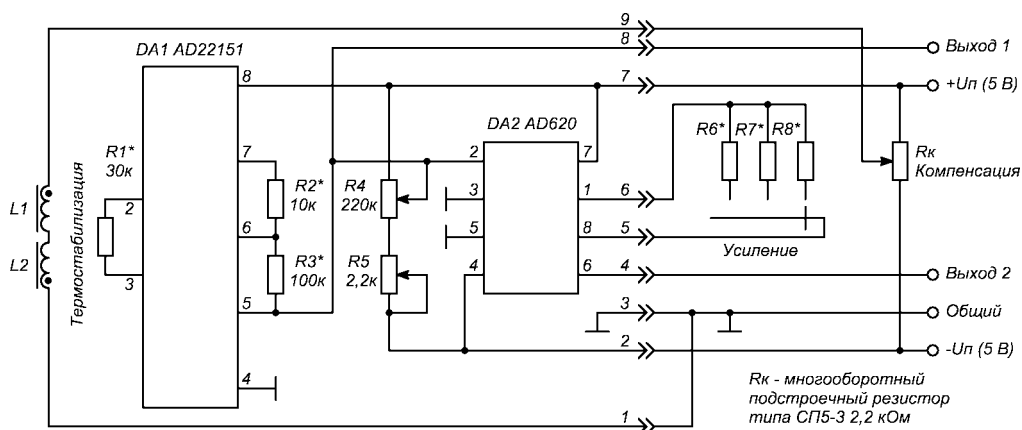 9
DA1 AD22151
8
Выход 1
8
7
+Uп (5 В)
DA2 AD620
R6*
R7*
R8*
R1*
30к
7
2
7
Rк
Компенсация
R2*
10к
R4
220к
3
1
6
L1
2
Термостабилизация
6
5
8
5
Усиление
L2
R3*
100к
R5
2,2к
4
6
4
Выход 2
3
5
3
Общий
2
-Uп (5 В)
4
Rк - многооборотный
подстроечный резистор
типа СП5-3 2,2 кОм
1